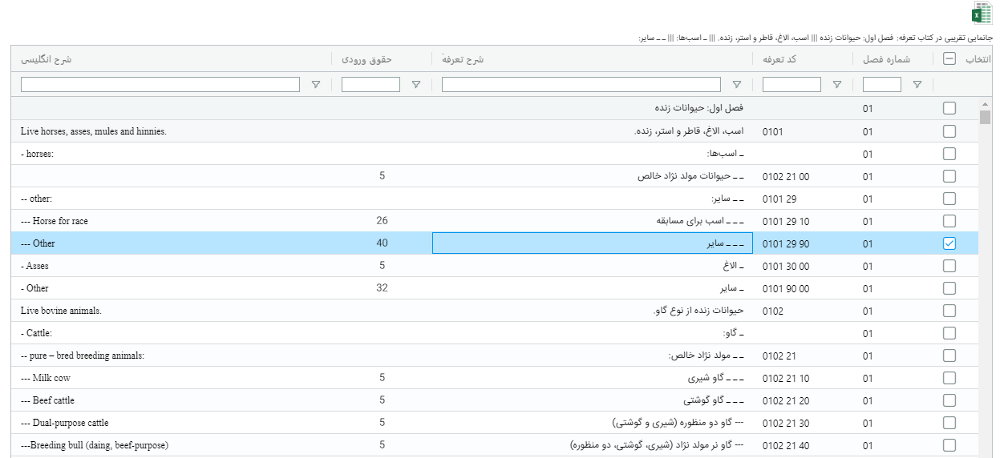 جانمایی تقریبی در کتاب تعرفه: فصل اول: حیوانات زنده ||| اسب، الاغ، قاطر و استر، زنده. ||| ـ اسب‌ها: ||| ـ ـ سایر:
انتخاب شماره فصل کد تعرفه شرح تعرفه حقوق ورودی شرح انگلیسی
01 فصل اول: حیوانات زنده
01 0101 اسب، الاغ، قاطر و استر، زنده. Live horses, asses, mules and hinnies.
01 ـ اسب‌ها: - horses:
01 0102 21 00 ـ ـ حیوانات مولد نژاد خالص 5
01 0101 29 ـ ـ سایر: -- other:
01 0101 29 10 ـ ـ ـ اسب برای مسابقه 26 --- Horse for race
01 0101 29 90 ـ ـ ـ سایر 40 --- Other
01 0101 30 00 ـ الاغ 5 - Asses
01 0101 90 00 ـ سایر 32 - Other
01 0102 حیوانات زنده از نوع گاو. Live bovine animals.
01 ـ گاو: - Cattle:
01 0102 21 ـ ـ مولد نژاد خالص: -- pure – bred breeding animals:
01 0102 21 10 ـ ـ ـ گاو شیری 5 --- Milk cow
01 0102 21 20 ـ ـ ـ گاو گوشتی 5 --- Beef cattle
01 0102 21 30 --- گاو دو منظوره (شیری و گوشتی) 5 --- Dual-purpose cattle
01 0102 21 40 --- گاو نر مولد نژاد (شیری، گوشتی، دو منظوره) 5 ---Breeding bull (daing, beef-purpose)